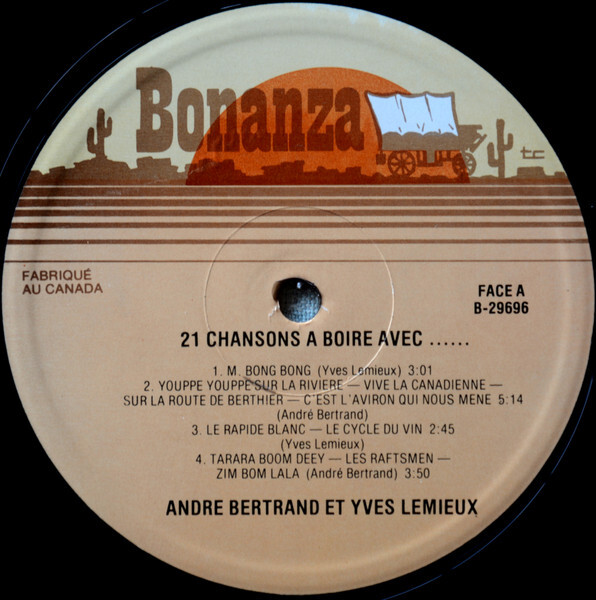 Bonanza
tc
FABRIQUÉ
AU CANADA
FACE A
B-29696
21 CHANSONS A BOIRE AVEC ......
1. M. BONG BONG (Yves Lemieux) 3:01
2. YOUPPE YOUPPE SUR LA RIVIERE — VIVE LA CANADIENNE —
SUR LA ROUTE DE BERTHIER — C'EST L'AVIRON QUI NOUS MENE 5:14
(André Bertrand)
3. LE RAPIDE BLANC — LE CYCLE DU VIN 2:45
(Yves Lemieux)
4. TARARA BOOM DEEY — LES RAFTSMEN —
ZIM BOM LALA (André Bertrand) 3:50
ANDRE BERTRAND ET YVES LEMIEUX